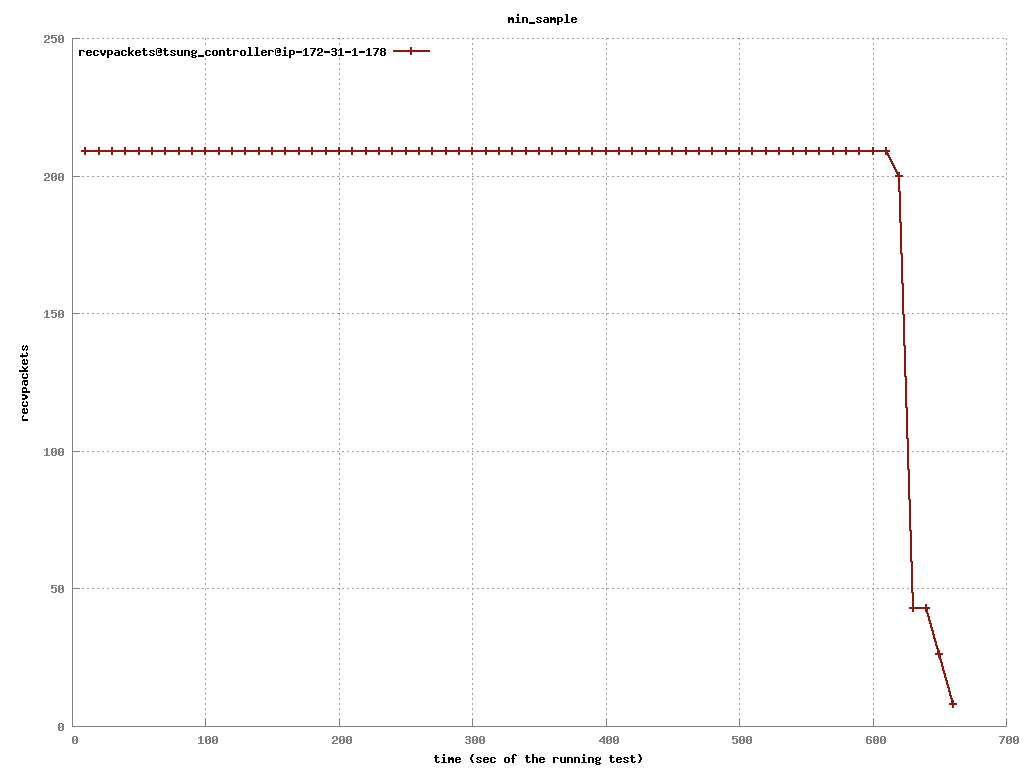 min_sample
250
recvpackets@tsung_controller@ip-172-31-1-178
200
150
recvpackets
100
50
0
0 100 200 300 400 500 600 700
time (sec of the running test)